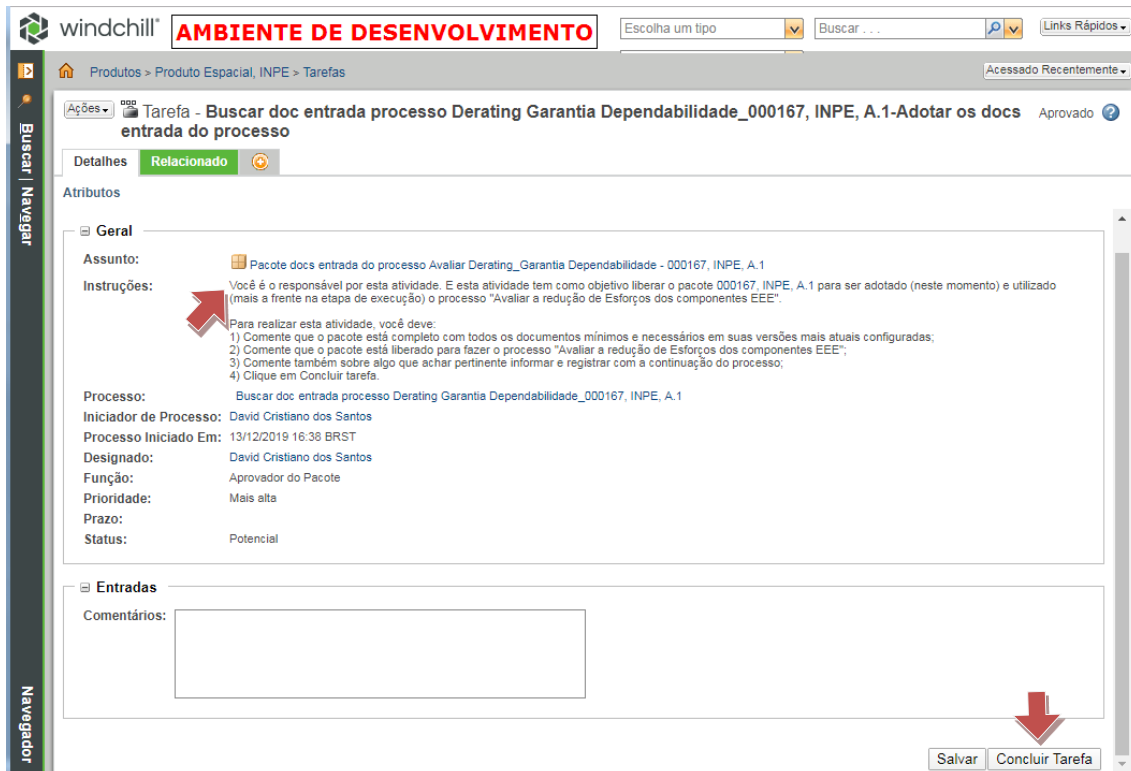 windchill®
AMBIENTE DE DESENVOLVIMENTO
Escolha um tipo
Buscar . . .
Links Rápidos
Produtos > Produto Espacial, INPE > Tarefas
Acessado Recentemente
Buscar | Navegar
Ações
Tarefa - Buscar doc entrada processo Derating Garantia Dependabilidade_000167, INPE, A.1-Adotar os docs
entrada do processo
Aprovado
Detalhes
Relacionado
Atributos
Geral
Assunto:
Pacote docs entrada do processo Avaliar Derating_Garantia Dependabilidade - 000167, INPE, A.1
Instruções:
Você é o responsável por esta atividade. E esta atividade tem como objetivo liberar o pacote 000167, INPE, A.1 para ser adotado (neste momento) e utilizado
(mais a frente na etapa de execução) o processo "Avaliar a redução de Esforços dos componentes EEE".
Para realizar esta atividade, você deve:
1) Comente que o pacote está completo com todos os documentos mínimos e necessários em suas versões mais atuais configuradas;
2) Comente que o pacote está liberado para fazer o processo "Avaliar a redução de Esforços dos componentes EEE";
3) Comente também sobre algo que achar pertinente informar e registrar com a continuação do processo;
4) Clique em Concluir tarefa.
Processo:
Buscar doc entrada processo Derating Garantia Dependabilidade_000167, INPE, A.1
Iniciador de Processo: David Cristiano dos Santos
Processo Iniciado Em: 13/12/2019 16:38 BRST
Designado: David Cristiano dos Santos
Função: Aprovador do Pacote
Prioridade: Mais alta
Prazo:
Status: Potencial
Entradas
Comentários:
Navegador
Salvar
Concluir Tarefa